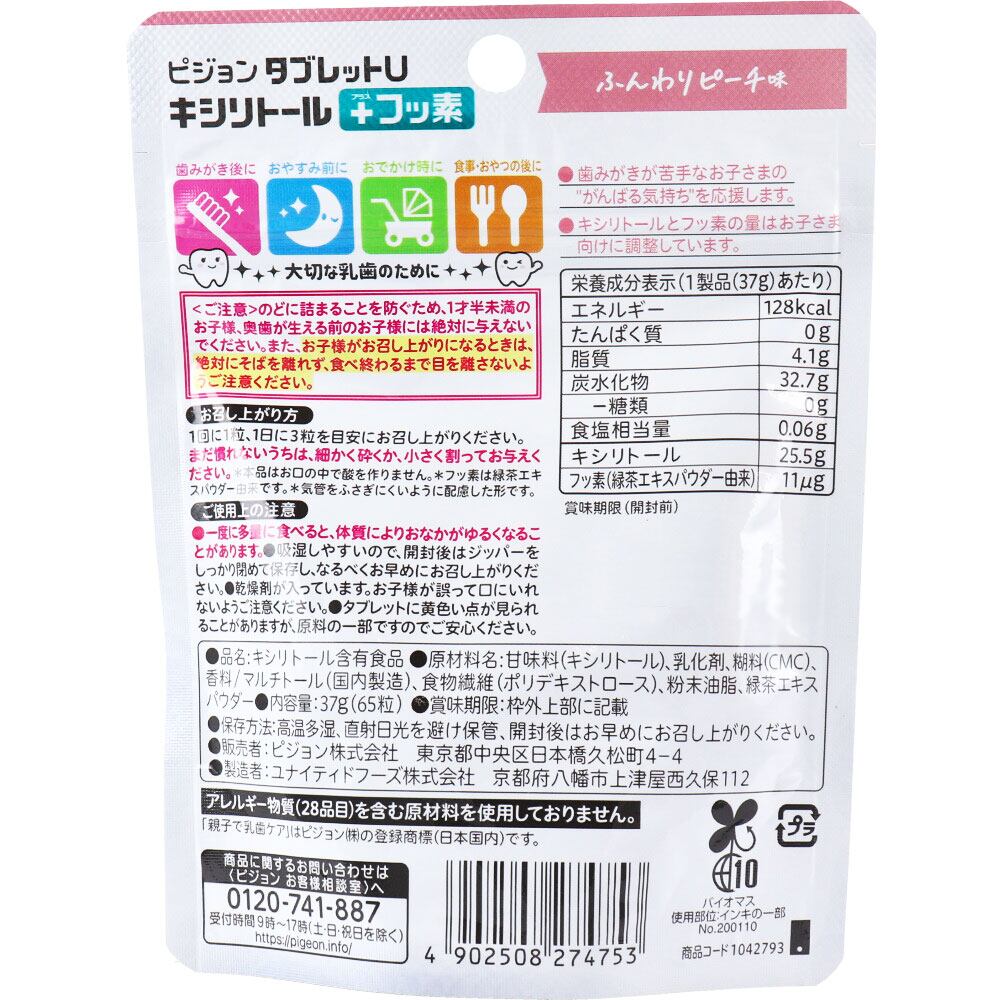 ピジョン タブレットU
キシリトール +プラスフッ素
ふんわりピーチ味
歯みがき後に おやすみ前に おでかけ時に 食事・おやつの後に
大切な乳歯のために
●歯みがきが苦手なお子さまの
"がんばる気持ち"を応援します。
●キシリトールとフッ素の量はお子さま
向けに調整しています。
<ご注意>のどに詰まることを防ぐため、1才半未満の
お子様、奥歯が生える前のお子様には絶対に与えない
でください。また、お子様がお召し上がりになるときは、
絶対にそばを離れず、食べ終わるまで目を離さないよ
うご注意ください。
お召し上がり方
1回に1粒、1日に3粒を目安にお召し上がりください。
まだ慣れないうちは、細かく砕くか、小さく割ってお与えく
ださい。*本品はお口の中で酸を作りません。*フッ素は緑茶エキ
スパウダー由来です。*気管をふさぎにくいように配慮した形です。
ご使用上の注意
●一度に多量に食べると、体質によりおなかがゆるくなるこ
とがあります。●吸湿しやすいので、開封後はジッパーを
しっかり閉めて保存し、なるべくお早めにお召し上がりくだ
さい。●乾燥剤が入っています。お子様が誤って口にいれ
ないようご注意ください。●タブレットに黄色い点が見られ
ることがありますが、原料の一部ですのでご安心ください。
栄養成分表示(1製品(37g)あたり)
エネルギー 128kcal
たんぱく質 0g
脂質 4.1g
炭水化物 32.7g
-糖類 0g
食塩相当量 0.06g
キシリトール 25.5g
フッ素(緑茶エキスパウダー由来) 11μg
賞味期限(開封前)
●品名:キシリトール含有食品 ●原材料名:甘味料(キシリトール)、乳化剤、糊料(CMC)、
香料/マルチトール(国内製造)、食物繊維(ポリデキストロース)、粉末油脂、緑茶エキス
パウダー●内容量:37g(65粒) ●賞味期限:枠外上部に記載
●保存方法:高温多湿、直射日光を避け保管、開封後はお早めにお召し上がりください。
●販売者:ピジョン株式会社 東京都中央区日本橋久松町4-4
●製造者:ユナイティドフーズ株式会社 京都府八幡市上津屋西久保112
アレルギー物質(28品目)を含む原材料を使用しておりません。
「親子で乳歯ケア」はピジョン(株)の登録商標(日本国内)です。
商品に関するお問い合わせは
〈ピジョン お客様相談室〉へ
0120-741-887
受付時間9時~17時(土・日・祝日を除く)
https://pigeon.info/
4 902508 274753
10
バイオマス
使用部位:インキの一部
No.200110
プラ
商品コード1042793